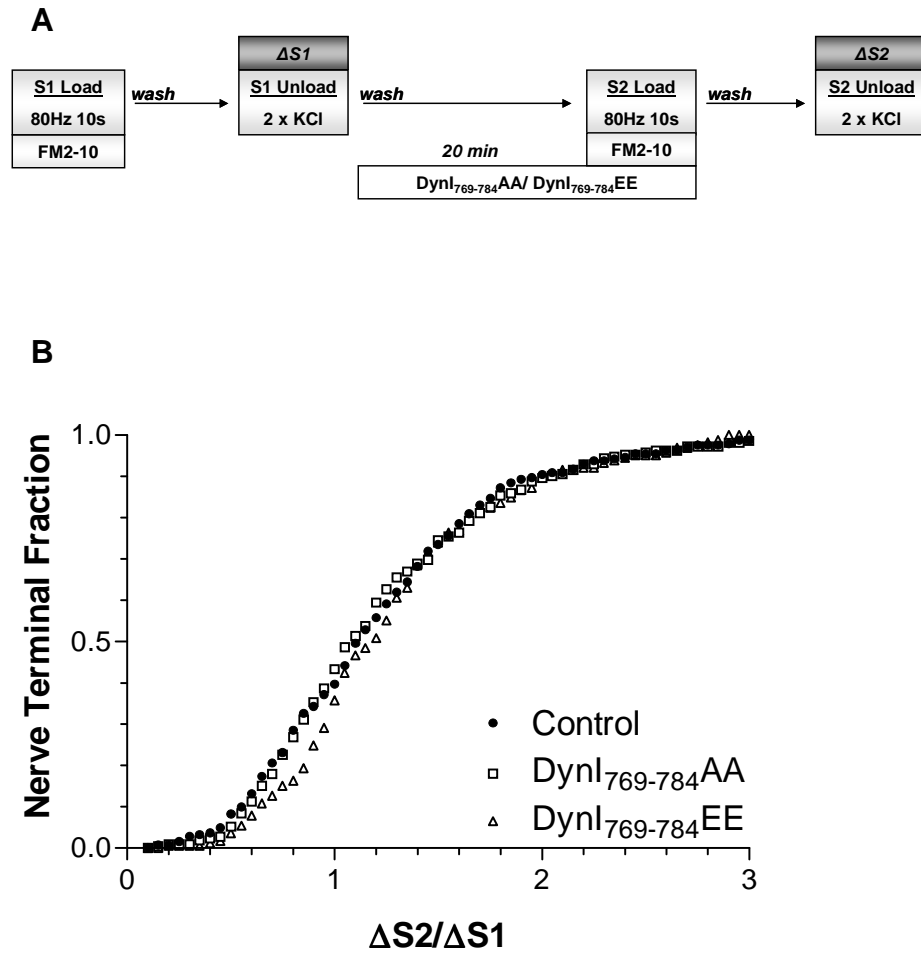 A
ΔS1
ΔS2
S1 Load
wash
S1 Unload
wash
S2 Load
wash
S2 Unload
80Hz 10s
2 x KCl
80Hz 10s
2 x KCl
FM2-10
20 min
FM2-10
DynI769-784AA/ DynI769-784EE
B
1.0
0.5
0.0
Nerve Terminal Fraction
Control
DynI769-784AA
DynI769-784EE
0 1 2 3
ΔS2/ΔS1